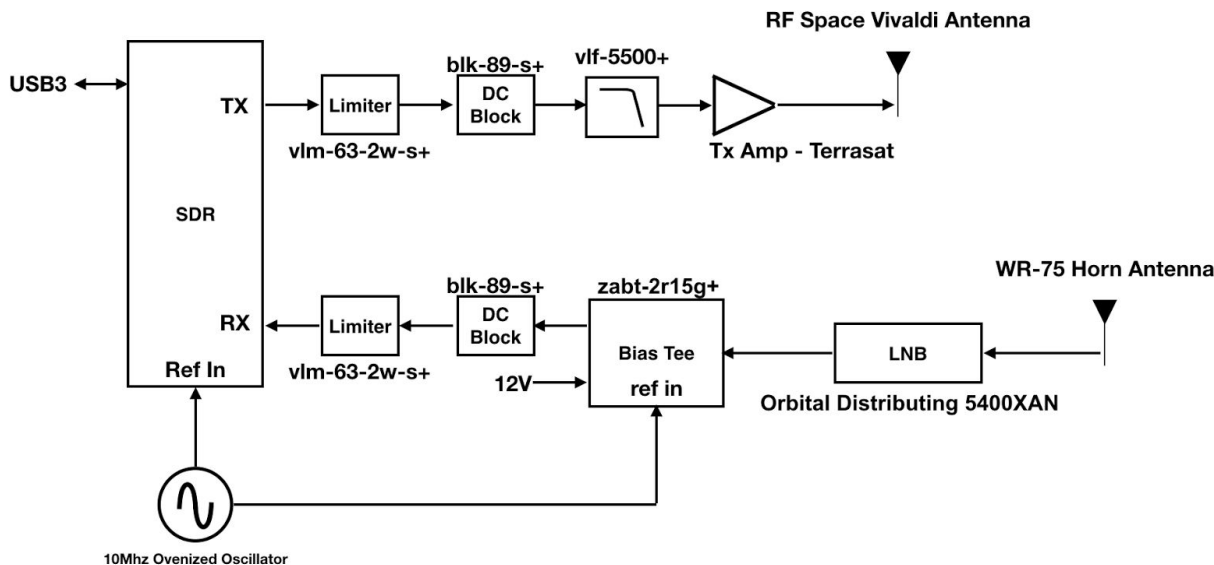 RF Space Vivaldi Antenna
USB3
TX
Limiter
vlm-63-2w-s+
blk-89-s+
DC
Block
vlf-5500+
Tx Amp - Terrasat
SDR
WR-75 Horn Antenna
RX
Limiter
vlm-63-2w-s+
blk-89-s+
DC
Block
zabt-2r15g+
Bias Tee
ref in
12V
LNB
Orbital Distributing 5400XAN
Ref In
10Mhz Ovenized Oscillator